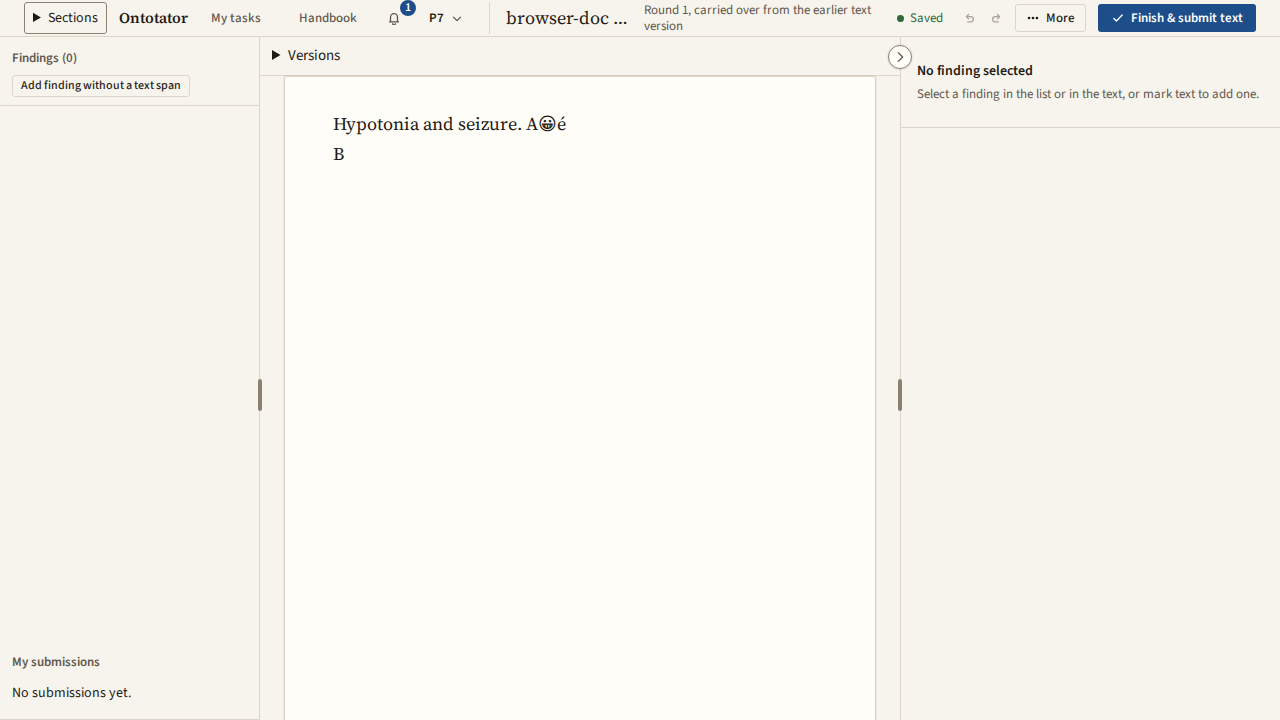 Sections
Ontotator
My tasks
Handbook
1
P7
browser-doc ...
Round 1, carried over from the earlier text version
Saved
More
Finish & submit text
Findings (0)
Add finding without a text span
Versions
Hypotonia and seizure. A😀é
B
No finding selected
Select a finding in the list or in the text, or mark text to add one.
My submissions
No submissions yet.